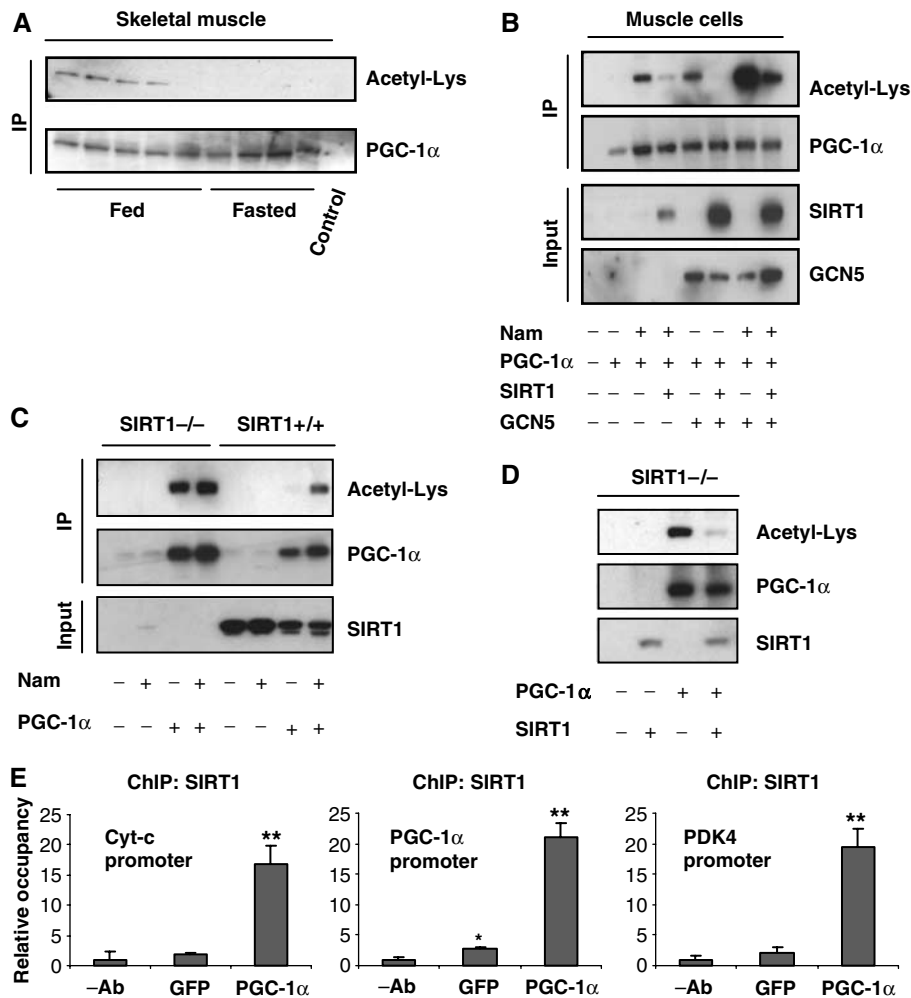 A
Skeletal muscle
IP
Acetyl-Lys
PGC-1α
Fed
Fasted
Control
B
Muscle cells
IP
Acetyl-Lys
PGC-1α
Input
SIRT1
GCN5
Nam – – + + – – + +
PGC-1α – + + + + + + +
SIRT1 + + +
GCN5 – – – – + + + +
C
SIRT1–/– SIRT1+/+
IP
Acetyl-Lys
PGC-1α
Input
SIRT1
Nam – + – + – + – +
PGC-1α – – + + – – + +
D
SIRT1–/–
Acetyl-Lys
PGC-1α
SIRT1
PGC-1α – – + +
SIRT1 – + – +
E
Relative occupancy
ChIP: SIRT1
25
20
15
10
5
0
Cyt-c
promoter
**
–Ab GFP PGC-1α
ChIP: SIRT1
25
20
15
10
5
0
PGC-1α
promoter
*
**
–Ab GFP PGC-1α
ChIP: SIRT1
25
20
15
10
5
0
PDK4
promoter
**
–Ab GFP PGC-1α